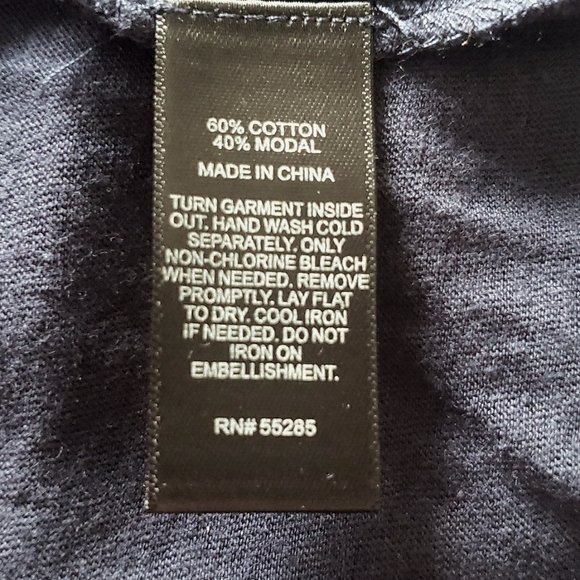 60% COTTON
40% MODAL
MADE IN CHINA
TURN GARMENT INSIDE
OUT. HAND WASH COLD
SEPARATELY. ONLY
NON-CHLORINE BLEACH
WHEN NEEDED. REMOVE
PROMPTLY. LAY FLAT
TO DRY. COOL IRON
IF NEEDED. DO NOT
IRON ON
EMBELLISHMENT.
RN# 55285